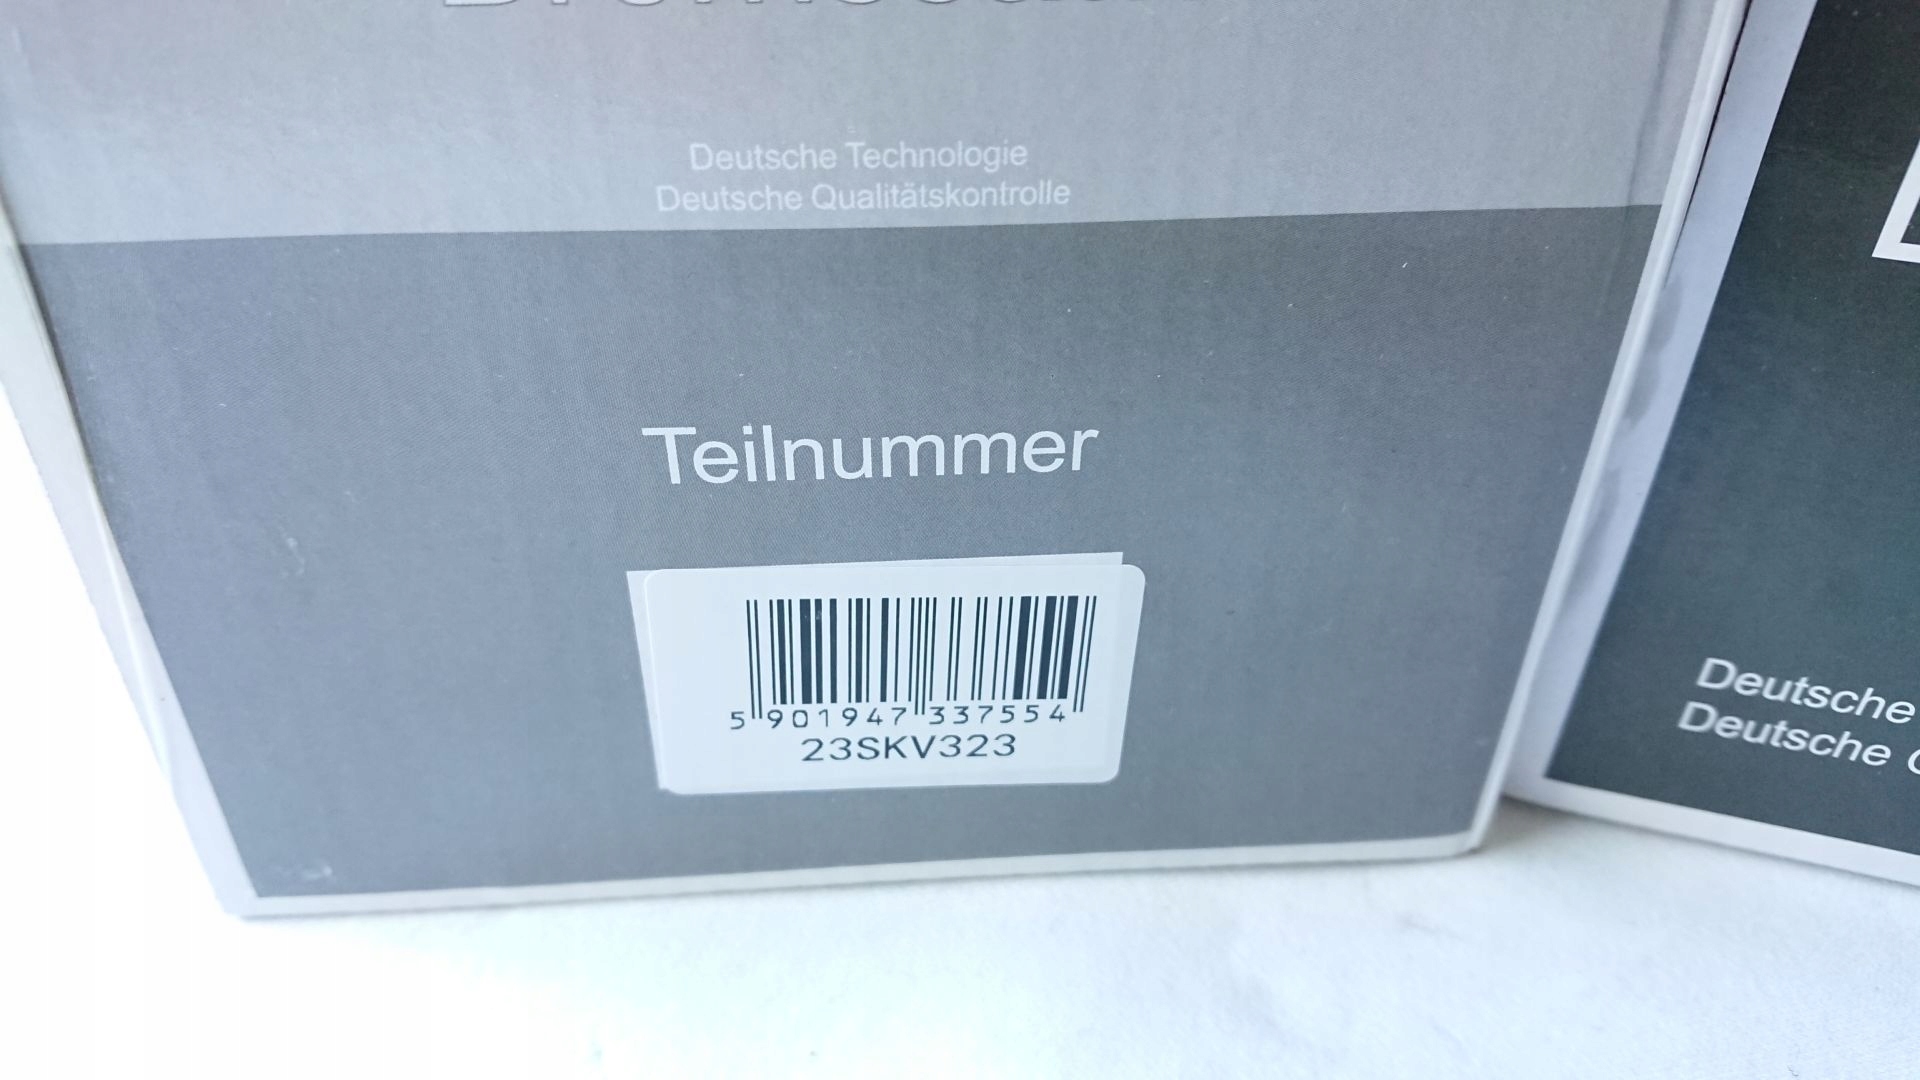 Deutsche Technologie
Deutsche Qualitätskontrolle
Teilnummer
5 901947 337554
23SKV323
Deutsche
Deutsche